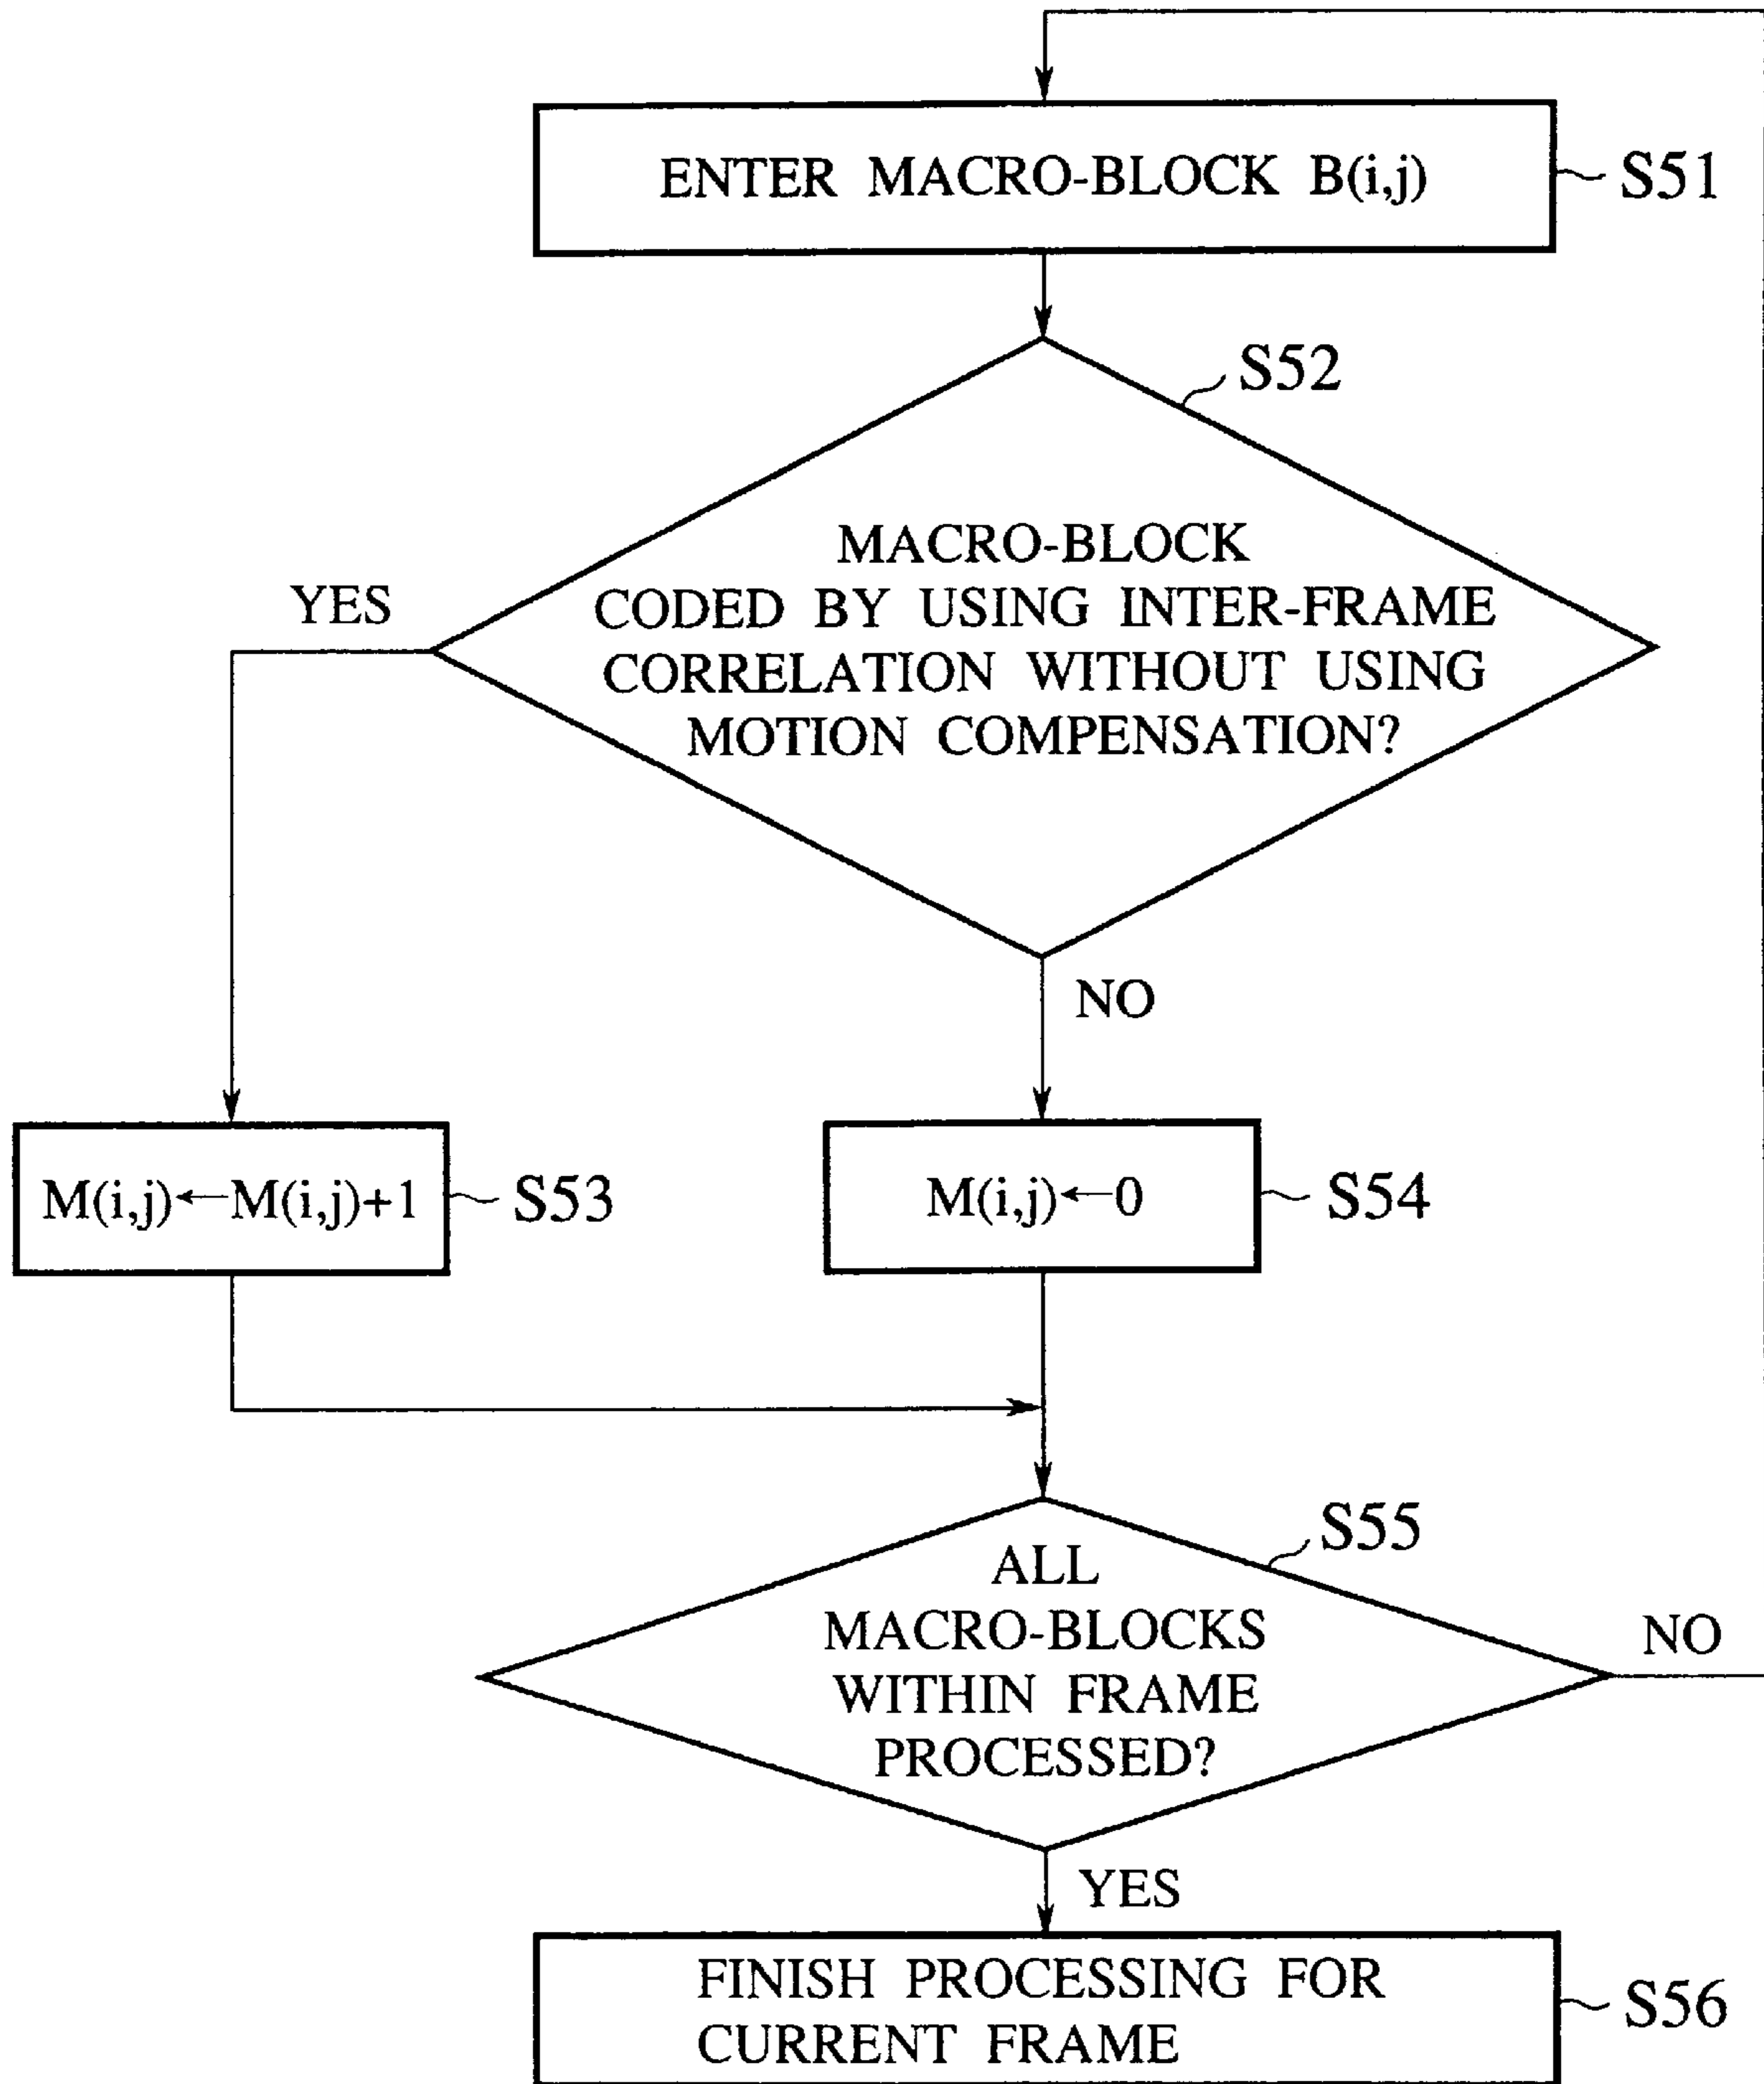 ENTER MACRO-BLOCK B(i,j)
S51
S52
MACRO-BLOCK
CODED BY USING INTER-FRAME
CORRELATION WITHOUT USING
MOTION COMPENSATION?
YES
NO
M(i,j)←M(i,j)+1
S53
M(i,j)←0
S54
S55
ALL
MACRO-BLOCKS
WITHIN FRAME
PROCESSED?
NO
YES
FINISH PROCESSING FOR
CURRENT FRAME
S56